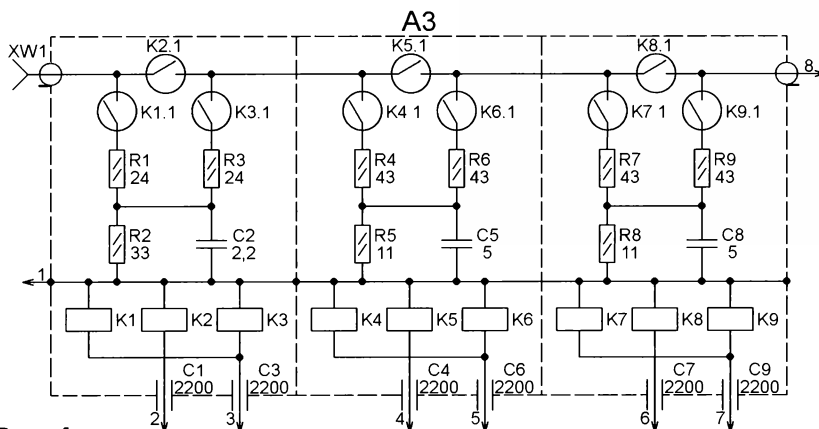 A3
XW1
K2.1
K5.1
K8.1
8
K1.1
K3.1
K4 1
K6.1
K7 1
K9.1
R1
24
R3
24
R4
43
R6
43
R7
43
R9
43
R2
33
C2
2,2
R5
11
C5
5
R8
11
C8
5
1
K1
K2
K3
K4
K5
K6
K7
K8
K9
C1
2200
C3
2200
C4
2200
C6
2200
C7
2200
C9
2200
2
3
4
5
6
7